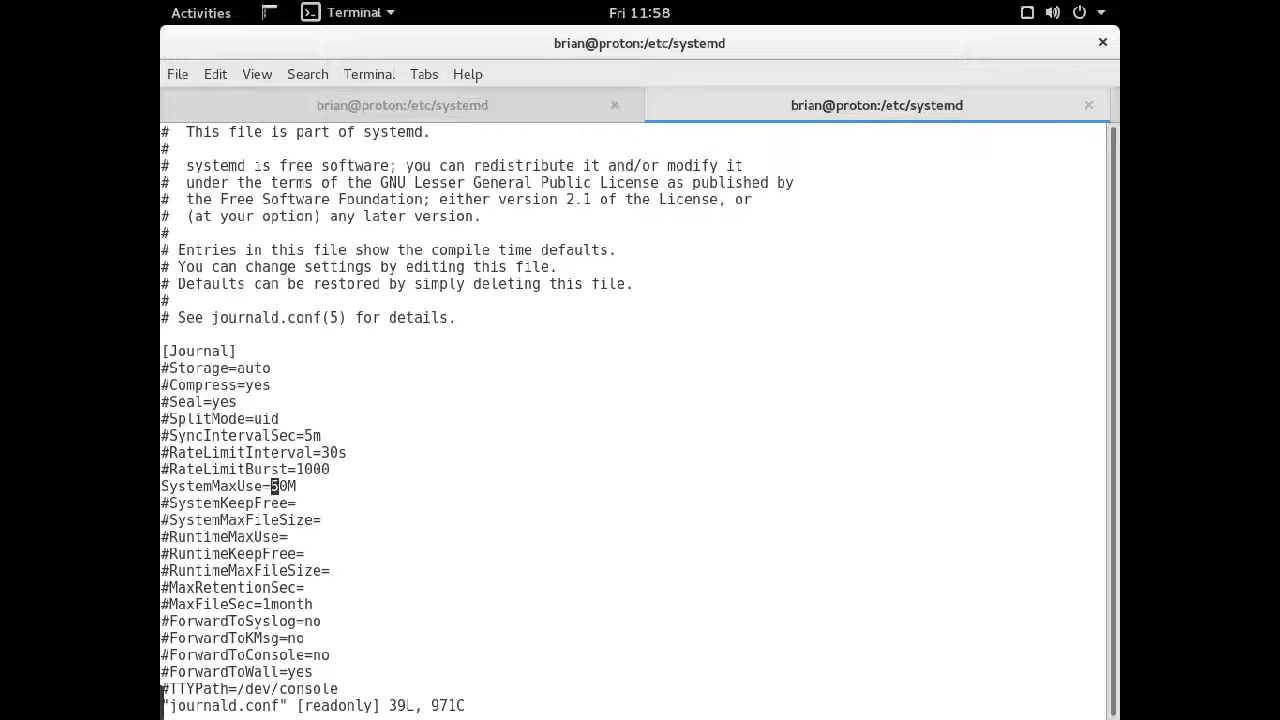 Activities Terminal Fri 11:58
brian@proton:/etc/systemd
File Edit View Search Terminal Tabs Help
brian@proton:/etc/systemd brian@proton:/etc/systemd
#  This file is part of systemd.
#
#  systemd is free software; you can redistribute it and/or modify it
#  under the terms of the GNU Lesser General Public License as published by
#  the Free Software Foundation; either version 2.1 of the License, or
#  (at your option) any later version.
#
# Entries in this file show the compile time defaults.
# You can change settings by editing this file.
# Defaults can be restored by simply deleting this file.
#
# See journald.conf(5) for details.
[Journal]
#Storage=auto
#Compress=yes
#Seal=yes
#SplitMode=uid
#SyncIntervalSec=5m
#RateLimitInterval=30s
#RateLimitBurst=1000
SystemMaxUse=50M
#SystemKeepFree=
#SystemMaxFileSize=
#RuntimeMaxUse=
#RuntimeKeepFree=
#RuntimeMaxFileSize=
#MaxRetentionSec=
#MaxFileSec=1month
#ForwardToSyslog=no
#ForwardToKMsg=no
#ForwardToConsole=no
#ForwardToWall=yes
#TTYPath=/dev/console
"journald.conf" [readonly] 39L, 971C